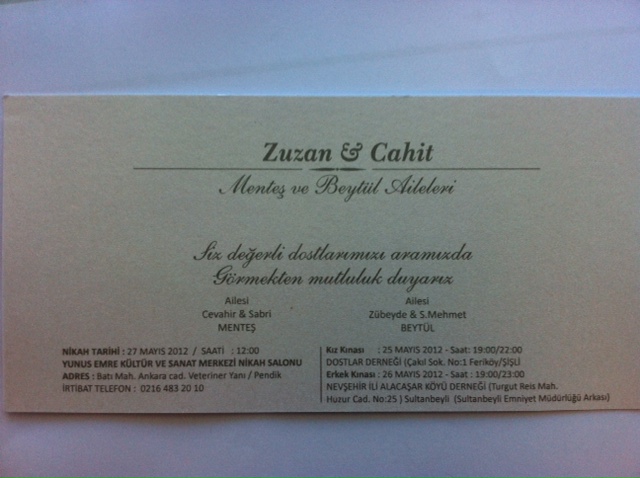 Zuzan & Cahit
Menteş ve Beytül Aileleri
Siz değerli dostlarımızı aramızda
Görmekten mutluluk duyarız
Ailesi
Cevahir & Sabri
MENTEŞ
Ailesi
Zübeyde & S.Mehmet
BEYTÜL
NİKAH TARİHİ : 27 MAYIS 2012 / SAATİ : 12:00
YUNUS EMRE KÜLTÜR VE SANAT MERKEZİ NİKAH SALONU
ADRES : Batı Mah. Ankara cad. Veteriner Yanı / Pendik
İRTİBAT TELEFON : 0216 483 20 10
Kız Kınası : 25 MAYIS 2012 - Saat: 19:00/22:00
DOSTLAR DERNEĞİ (Çakıl Sok. No:1 Feriköy/ŞİŞLİ
Erkek Kınası : 26 MAYIS 2012 - Saat : 19:00/23:00
NEVŞEHİR İLİ ALACAŞAR KÖYÜ DERNEĞİ (Turgut Reis Mah.
Huzur Cad. No:25 ) Sultanbeyli (Sultanbeyli Emniyet Müdürlüğü Arkası)